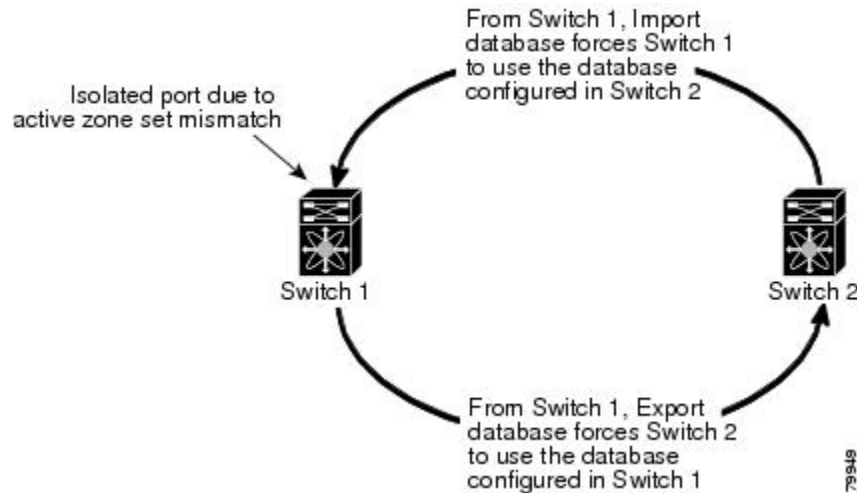 From Switch 1, Import
database forces Switch 1
to use the database
configured in Switch 2
Isolated port due to
active zone set mismatch
Switch 1
Switch 2
From Switch 1, Export
database forces Switch 2
to use the database
configured in Switch 1
79949